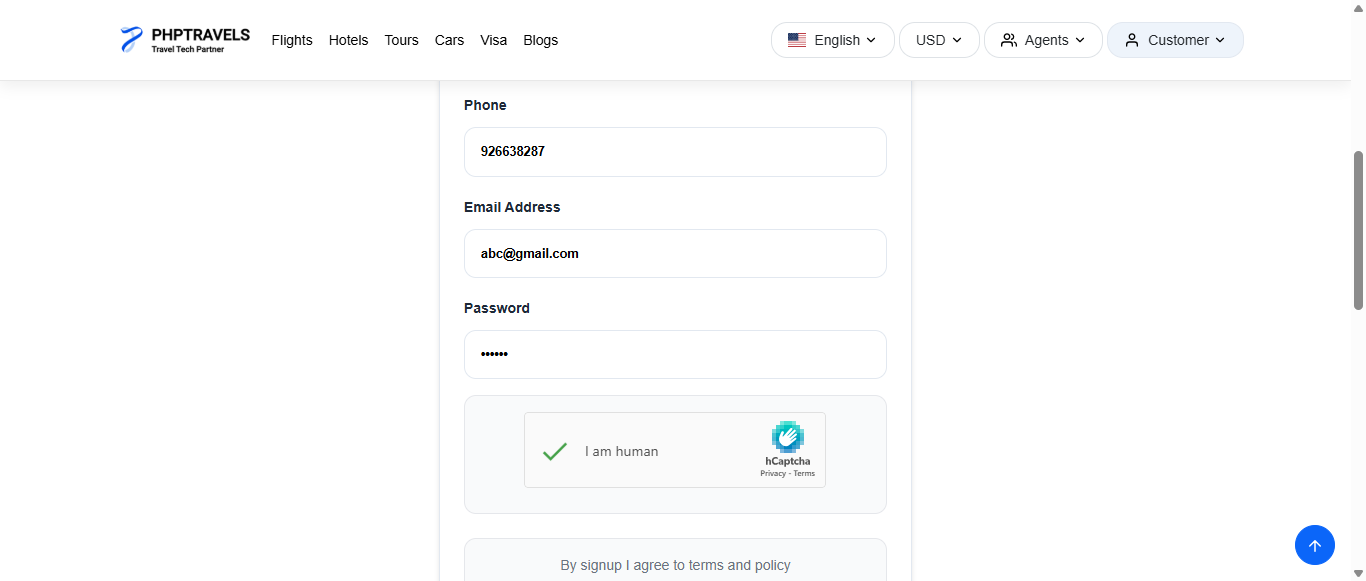 PHPTRAVELS
Travel Tech Partner
Flights Hotels Tours Cars Visa Blogs
English USD Agents Customer
Phone
926638287
Email Address
abc@gmail.com
Password
••••••
I am human
hCaptcha
Privacy - Terms
By signup I agree to terms and policy